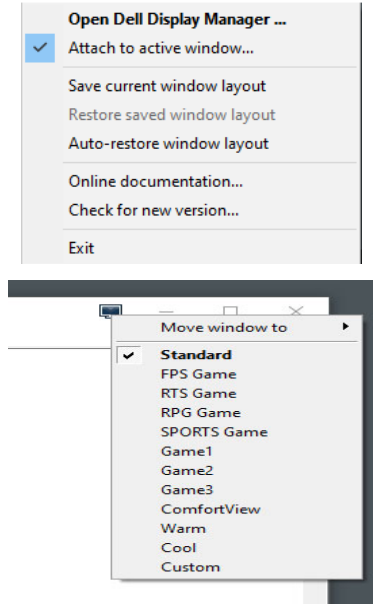 Open Dell Display Manager ...
Attach to active window...
Save current window layout
Restore saved window layout
Auto-restore window layout
Online documentation...
Check for new version...
Exit
Move window to
Standard
FPS Game
RTS Game
RPG Game
SPORTS Game
Game1
Game2
Game3
ComfortView
Warm
Cool
Custom